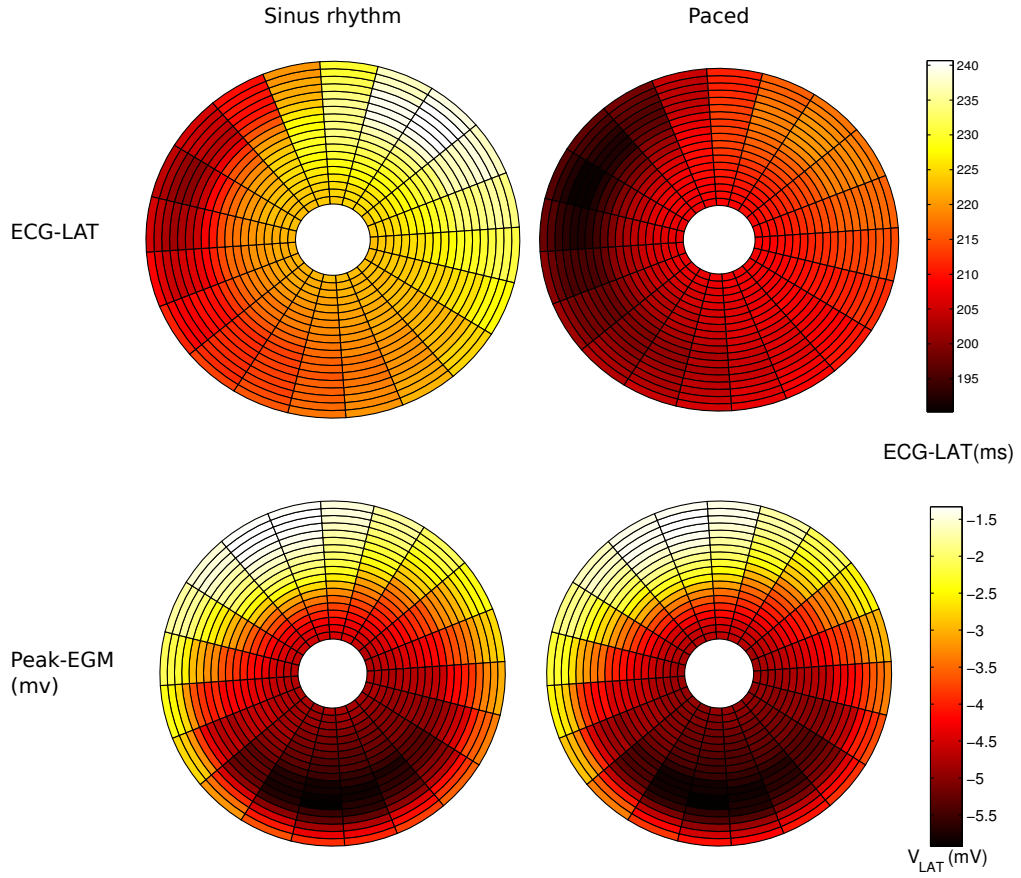 Sinus rhythm
Paced
ECG-LAT
240
235
230
225
220
215
210
205
200
195
ECG-LAT(ms)
Peak-EGM
(mv)
−1.5
−2
−2.5
−3
−3.5
−4
−4.5
−5
−5.5
V_LAT (mV)